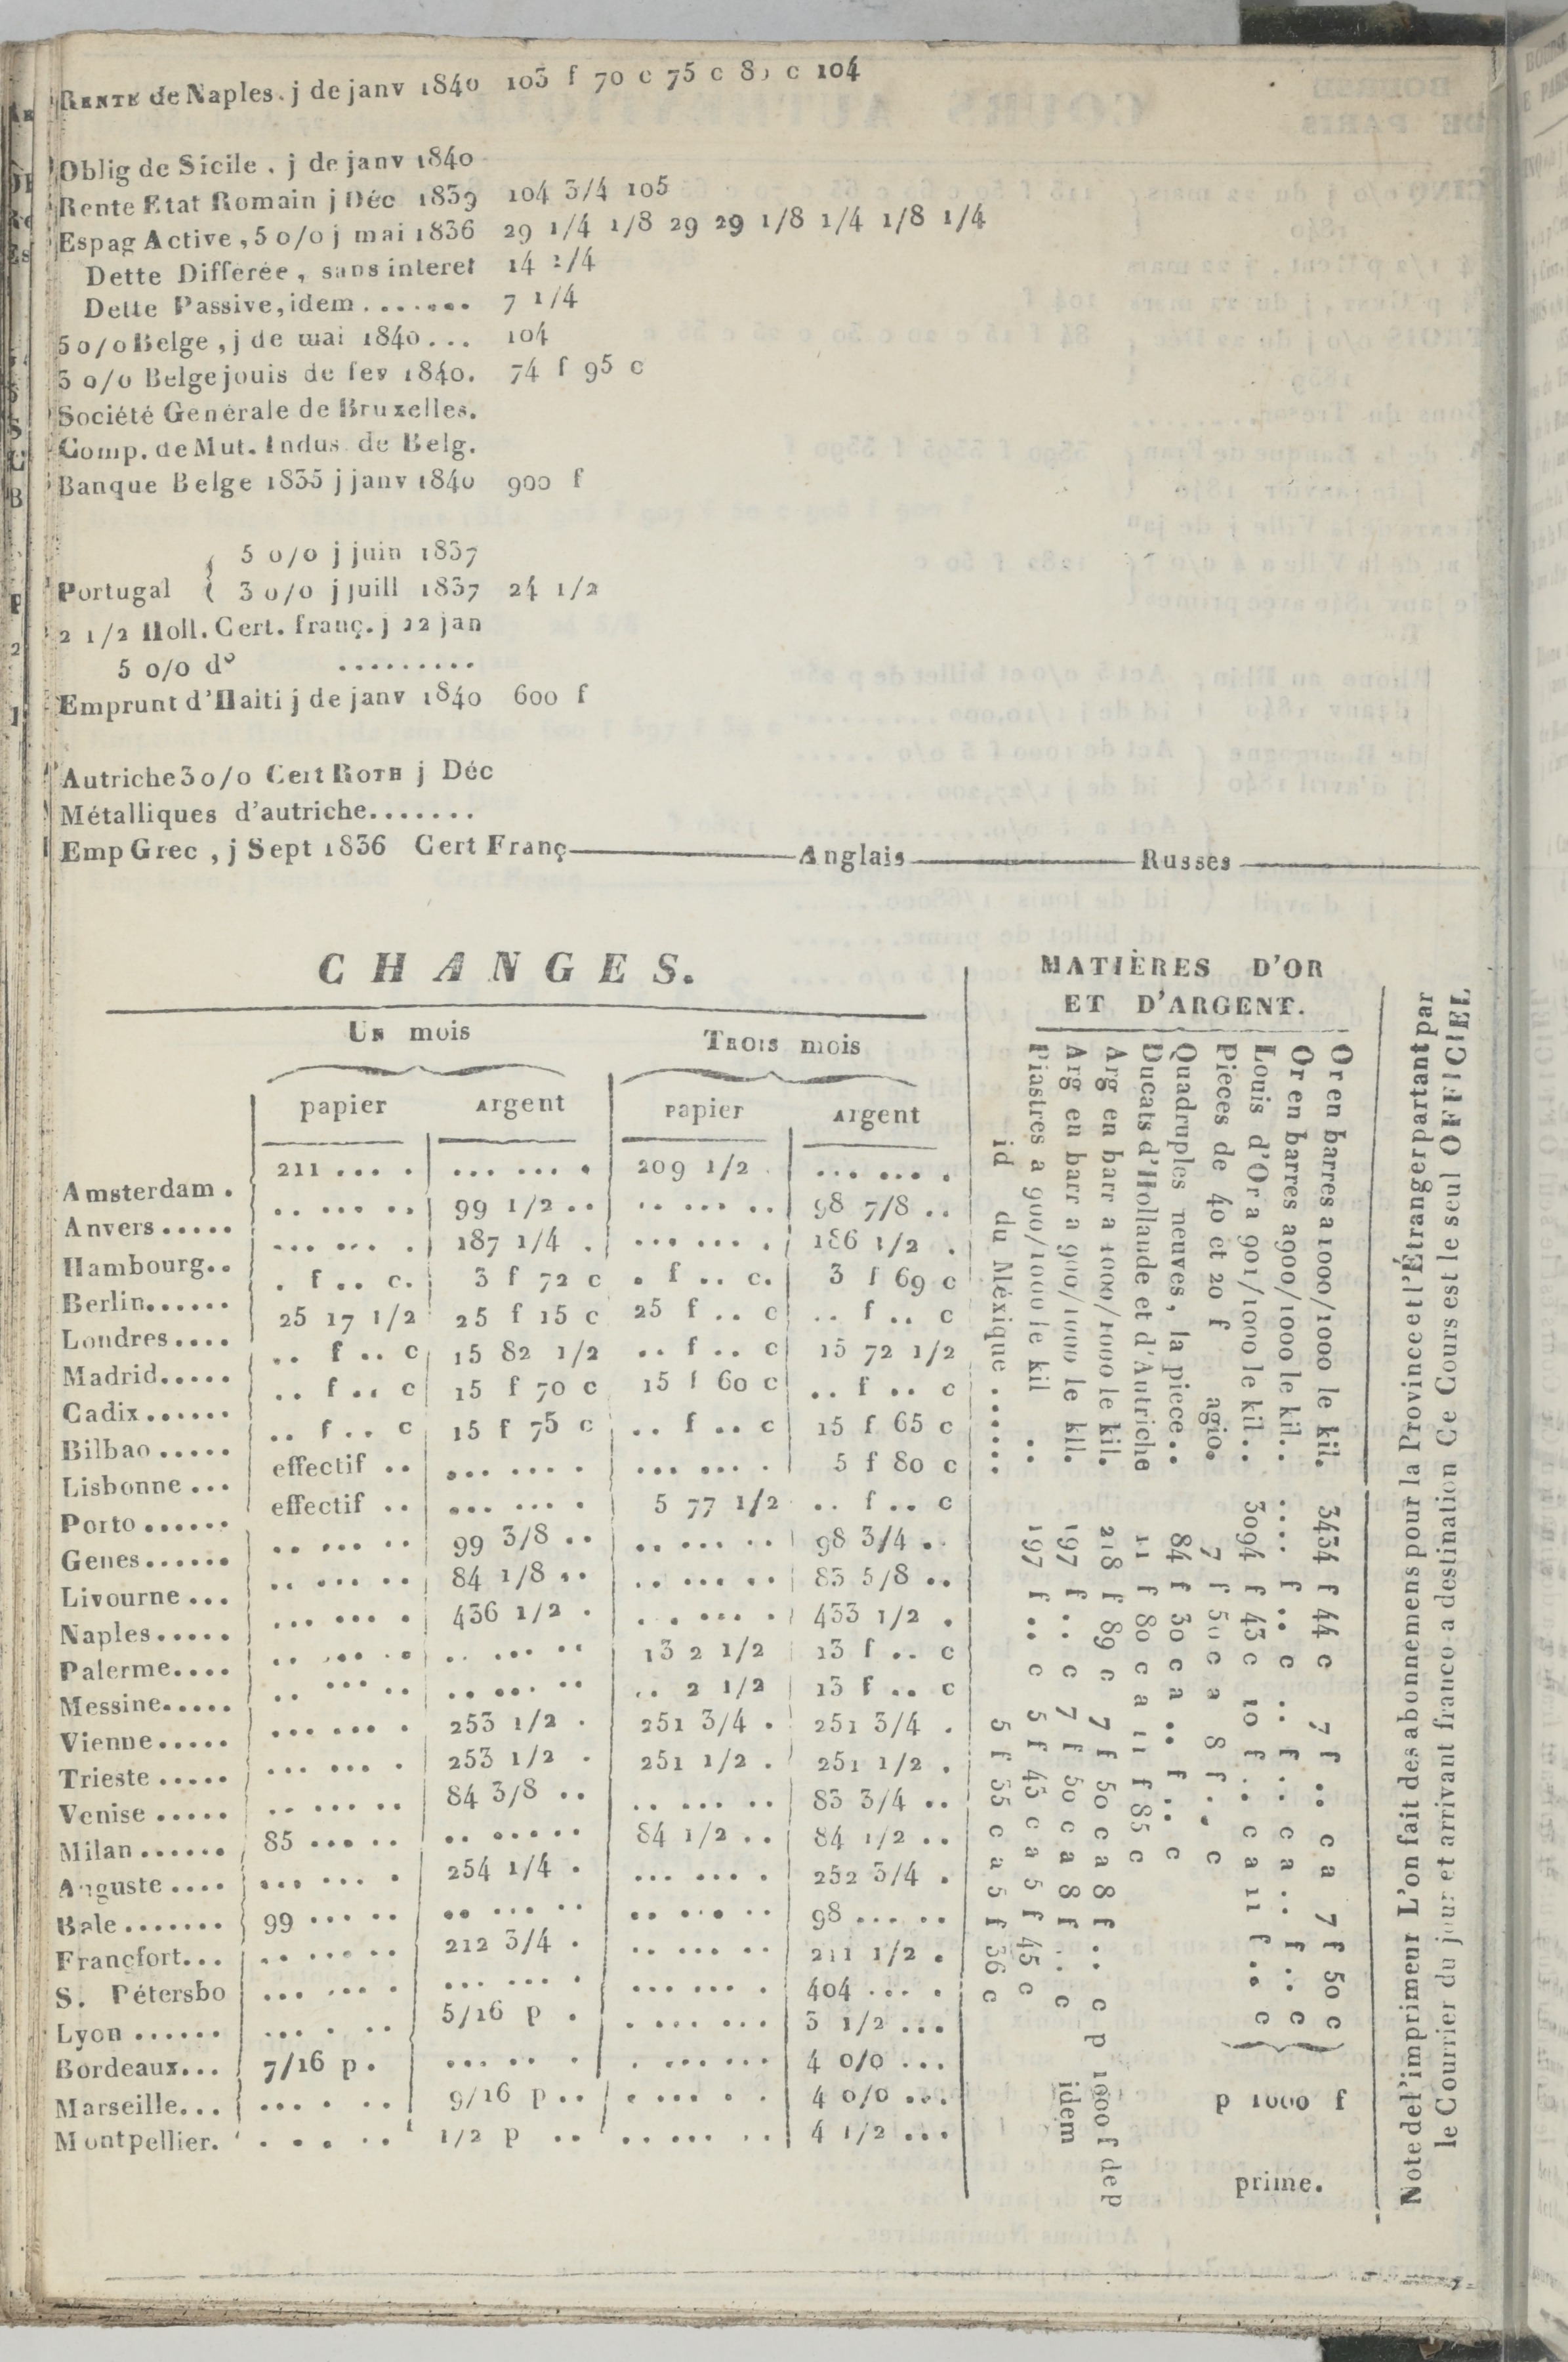 RENTE de Naples. j de janv 1840 103 f 70 c 75 c 80 c 104
Oblig de Sicile . j de janv 1840
Rente Etat Romain j Déc 1839 104 3/4 105
Espag Active, 5 o/o j mai 1836 29 1/4 1/8 29 29 1/8 1/4 1/8 1/4
Dette Differée, sans interet 14 1/4
Dette Passive, idem ....... 7 1/4
5 o/o Belge, j de mai 1840... 104
3 o/o Belge jouis de fev 1840. 74 f 95 c
Société Génerale de Bruxelles.
Comp. de Mut. Indus de Belg.
Banque Belge 1835 j janv 1840 900 f
5 o/o j juin 1837
Portugal { 3 o/o j juill 1837 24 1/2
2 1/2 Holl. Cert. franç. j 22 jan
5 o/o d° .........
Emprunt d'Haiti j de janv 1840 600 f
Autriche 3 o/o Cert ROTH j Déc
Métalliques d'autriche.......
Emp Grec, j Sept 1836 Cert Franç—Anglais—Russes—
CHANGES.
UN mois TROIS mois
papier Argent papier Argent
Amsterdam . 211 ... . ... ... . 209 1/2 . ... ... .
Anvers ..... .. ... .. 99 1/2 .. .. ... .. 98 7/8 ..
Hambourg.. ... ... . 187 1/4 . ... ... . 186 1/2 .
Berlin...... . f .. c. 3 f 72 c . f .. c. 3 f 69 c
Londres .... 25 17 1/2 25 f 15 c 25 f .. c .. f .. c
Madrid..... .. f .. c 15 82 1/2 .. f .. c 15 72 1/2
Cadix ...... .. f .. c 15 f 70 c 15 f 60 c .. f .. c
Bilbao ..... .. f .. c 15 f 75 c .. f .. c 15 f 65 c
Lisbonne ... effectif .. ... ... . ... ... . 5 f 80 c
Porto ...... effectif .. ... ... . 5 77 1/2 .. f .. c
Genes...... .. ... .. 99 3/8 .. .. ... .. 98 3/4 ..
Livourne ... .. ... .. 84 1/8 .. .. ... .. 83 5/8 ..
Naples..... ... ... . 436 1/2 . . . ... . 433 1/2 .
Palerme.... .. ... .. .. ... .. 13 2 1/2 13 f .. c
Messine..... .. ... .. .. ... .. .. 2 1/2 13 f .. c
Vienne..... ... ... . 253 1/2 . 251 3/4 . 251 3/4 .
Trieste ..... ... ... . 253 1/2 . 251 1/2 . 251 1/2 .
Venise ..... .. ... .. 84 3/8 .. .. ... .. 83 3/4 ..
Milan ...... 85 ... .. .. ... .. 84 1/2 .. 84 1/2 ..
Auguste .... ... ... . 254 1/4 . ... ... . 252 3/4 .
Bale ....... 99 ... .. .. ... .. .. ... .. 98 ... ..
Francfort... .. ... .. 212 3/4 . .. ... .. 211 1/2 .
S. Pétersbo ... ... . ... ... . ... ... . 404 ... .
Lyon ...... ... . .. 5/16 p . . ... ... 3 1/2 ...
Bordeaux... 7/16 p . ... .. . . ... ... 4 0/0 ...
Marseille... ... . .. 9/16 p .. . ... . . 4 0/0 ...
Montpellier. . . . .. 1/2 p .. .. ... .. 4 1/2 ...
MATIÈRES D'OR
ET D'ARGENT.
Or en barres a 1000/1000 le kil. 3434 f 44 c 7 f .. c a 7 f 50 c
Or en barres a 900/1000 le kil.. .... f .. c .. f .. c a .. f .. c
Louis d'Or a 901/1000 le kil.. 3094 f 43 c 10 f .. c a 11 f .. c
Pieces de 40 et 20 f agio. 7 f 50 c a 8 f .. c
p 1000 f
prime.
Quadruples neuves, la piece.. 84 f 30 c a .. f .. c
Ducats d'Hollande et d'Autriche 11 f 80 c a 11 f 85 c
Arg en barr a 1000/1000 le kil. 218 f 89 c 7 f 50 c a 8 f .. c p 1000 f de p
Arg en barr a 900/1000 le kil. 197 f .. c 7 f 50 c a 8 f .. c idem
Piastres a 900/1000 le kil .. 197 f .. c 5 f 43 c a 5 f 45 c
id du Méxique ...... 5 f 35 c a 5 f 36 c
Note de l'imprimeur L'on fait des abonnemens pour la Province et l'Étranger partant par
le Courrier du jour et arrivant franco a destination Ce Cours est le seul OFFICIEL